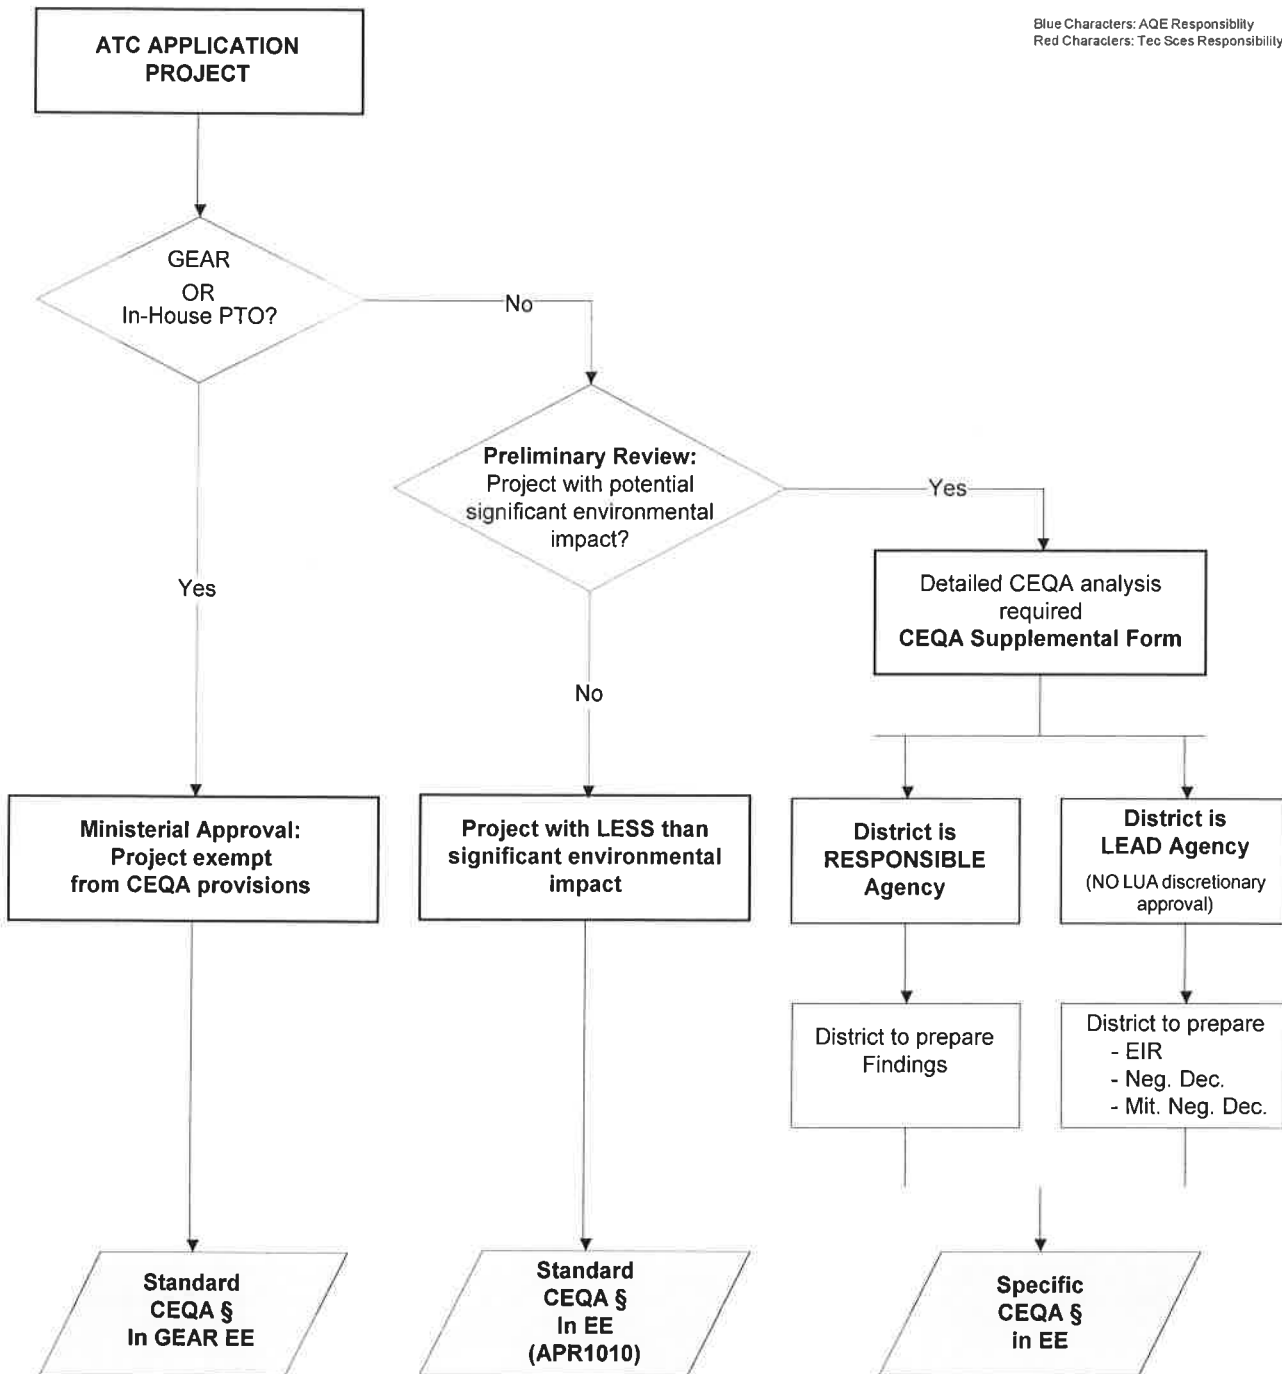 Blue Characters: AQE Responsiblity
Red Characters: Tec Sces Responsibility
ATC APPLICATION
PROJECT
GEAR
OR
In-House PTO?
No
Preliminary Review:
Project with potential
significant environmental
impact?
Yes
Yes
Detailed CEQA analysis
required
CEQA Supplemental Form
No
Ministerial Approval:
Project exempt
from CEQA provisions
Project with LESS than
significant environmental
impact
District is
RESPONSIBLE
Agency
District is
LEAD Agency
(NO LUA discretionary
approval)
District to prepare
Findings
District to prepare
- EIR
- Neg. Dec.
- Mit. Neg. Dec.
Standard
CEQA §
In GEAR EE
Standard
CEQA §
In EE
(APR1010)
Specific
CEQA §
in EE